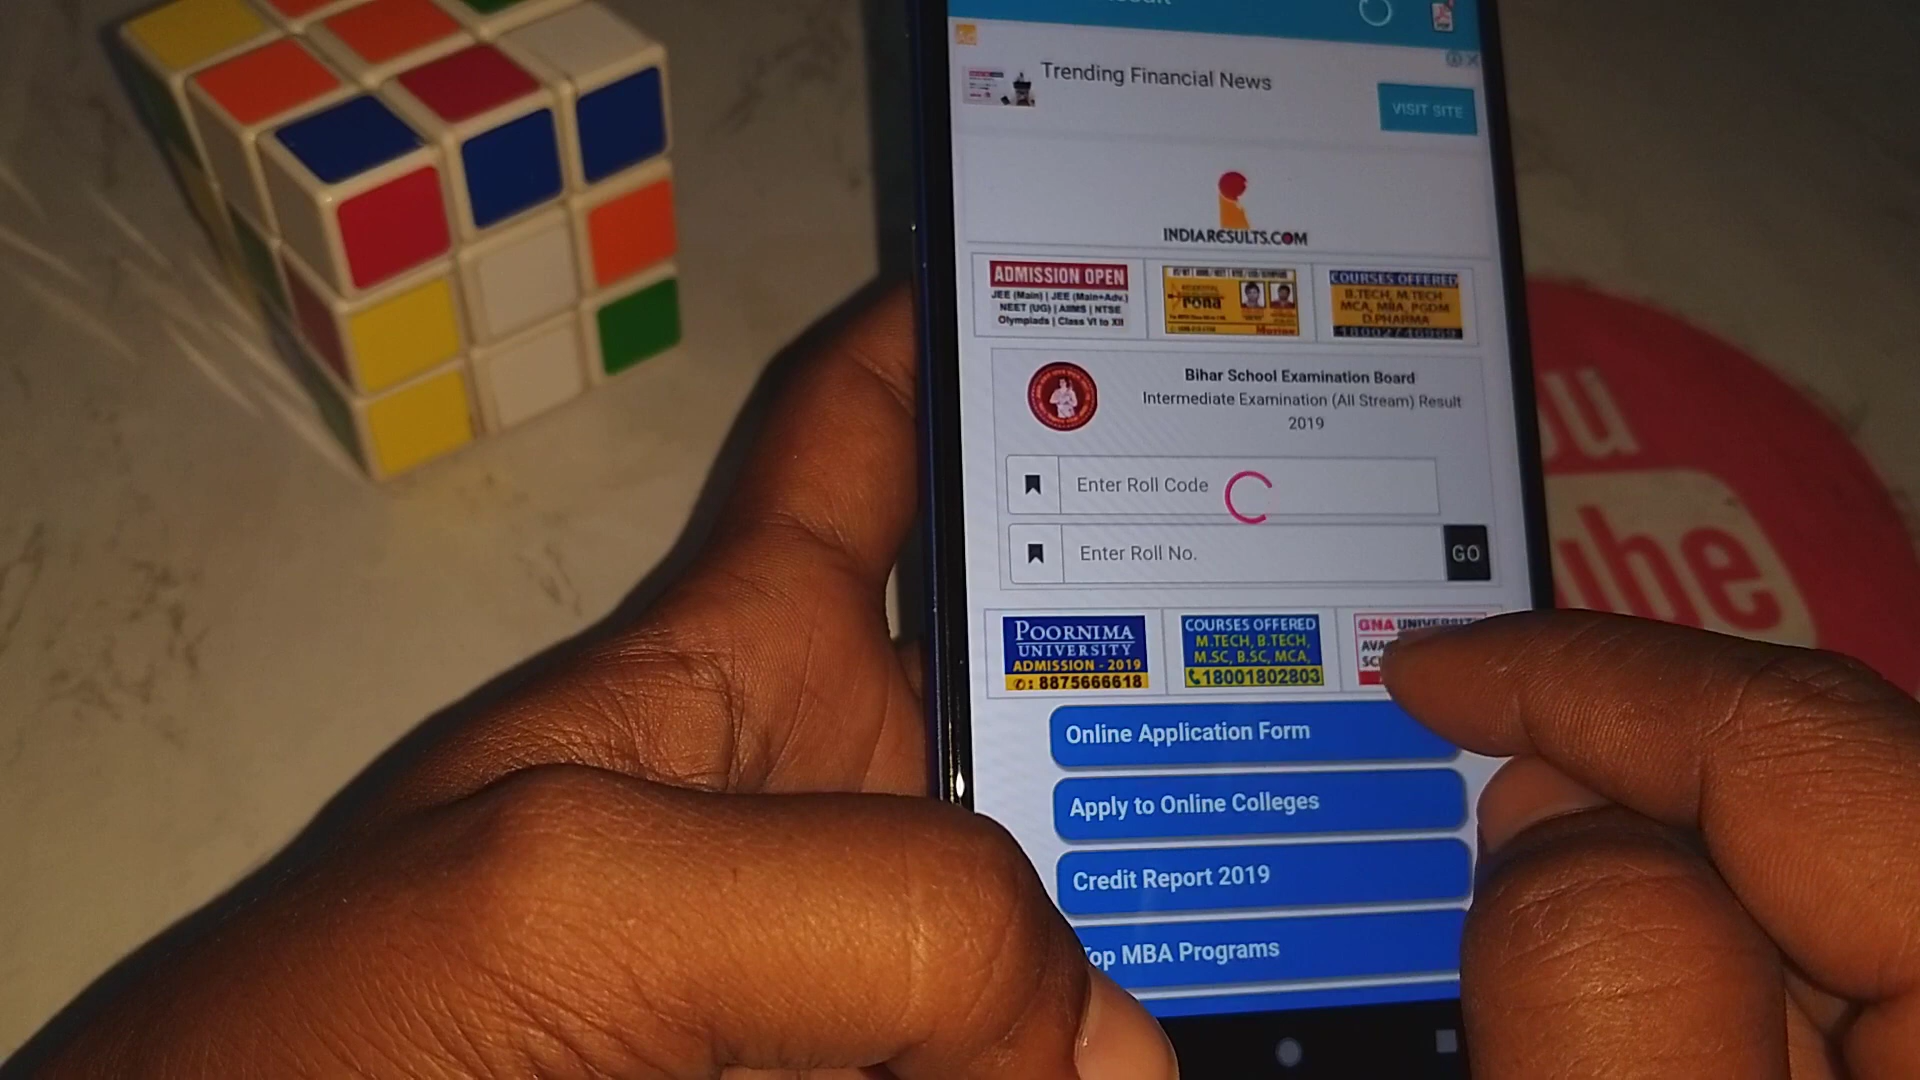 Trending Financial News
VISIT SITE
INDIARESULTS.COM
ADMISSION OPEN
JEE (Main) | JEE (Main+Adv.)
NEET (UG) | AIIMS | NTSE
Olympiads | Class VI to XII
COURSES OFFERED
B.TECH, M.TECH
MCA, MBA, PGDM
D.PHARMA
Bihar School Examination Board
Intermediate Examination (All Stream) Result
2019
Enter Roll Code
Enter Roll No.
GO
POORNIMA
UNIVERSITY
ADMISSION - 2019
: 8875666618
COURSES OFFERED
M.TECH, B.TECH,
M.SC, B.SC, MCA,
18001802803
GNA UNIVERSITY
Online Application Form
Apply to Online Colleges
Credit Report 2019
Top MBA Programs